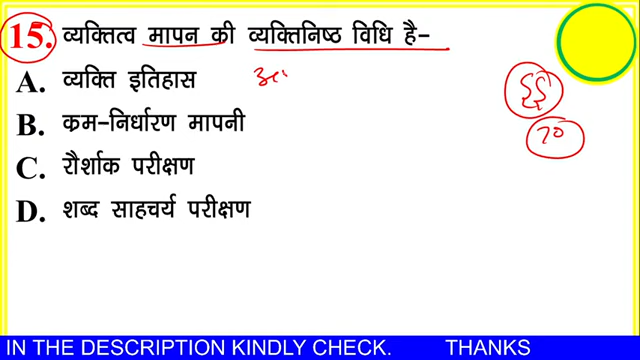 15. व्यक्तित्व मापन की व्यक्तिनिष्ठ विधि है-
A. व्यक्ति इतिहास
B. क्रम-निर्धारण मापनी
C. रौर्शाक परीक्षण
D. शब्द साहचर्य परीक्षण
IN THE DESCRIPTION KINDLY CHECK. THANKS